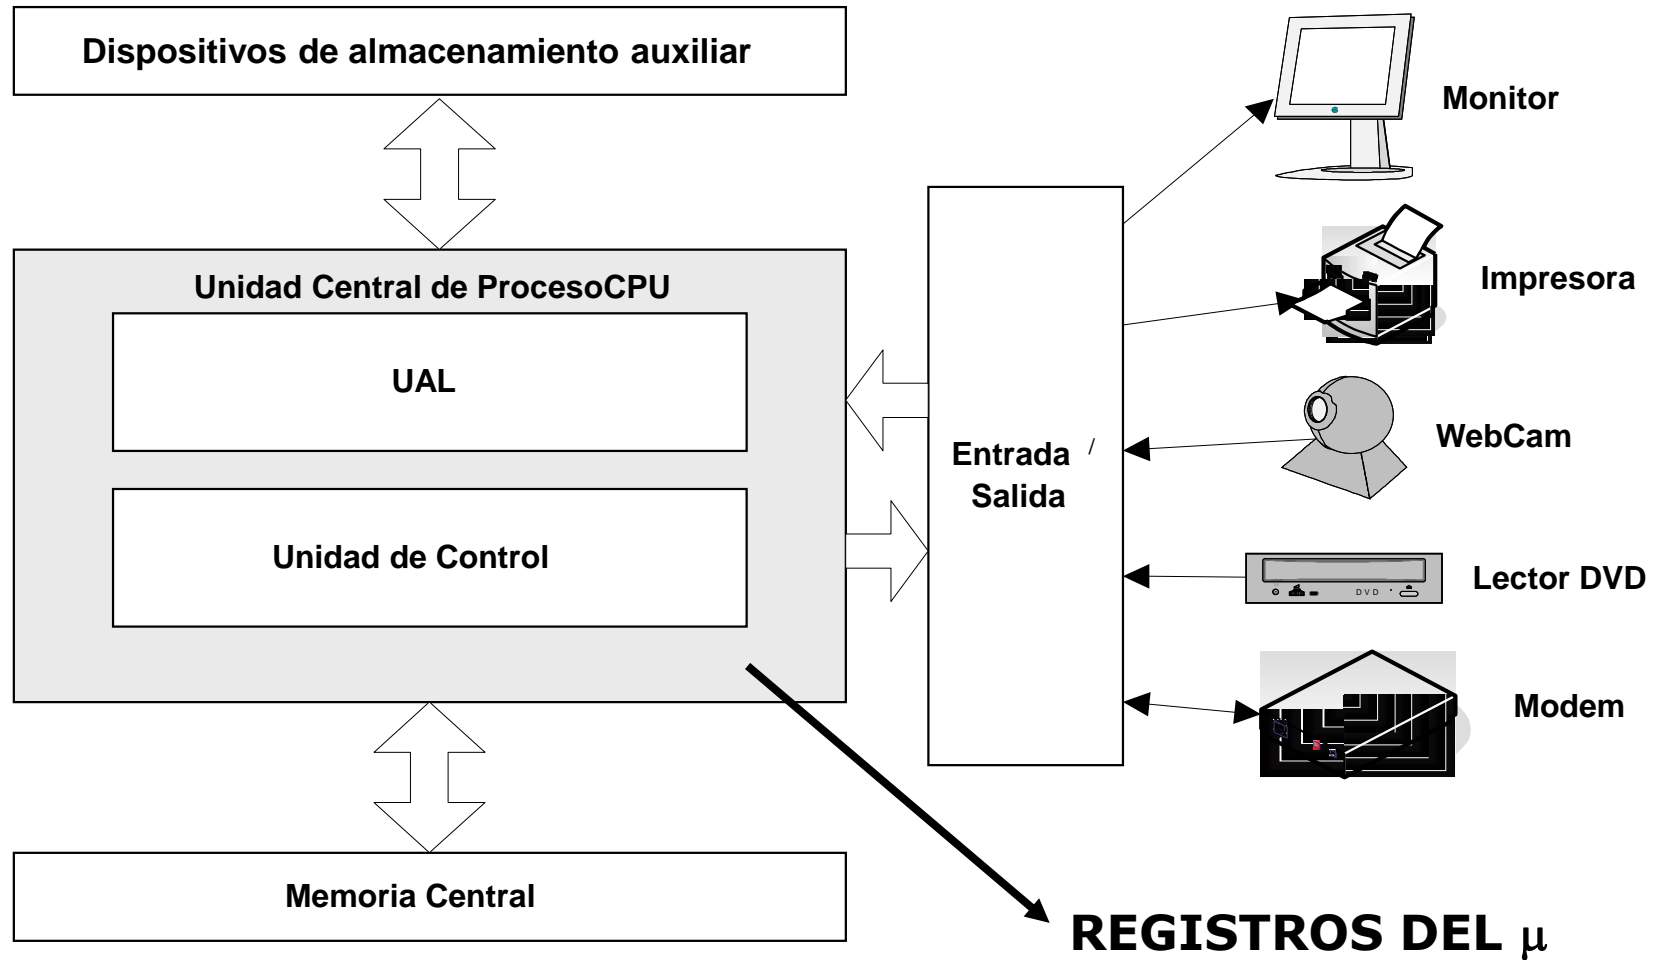 Dispositivos de almacenamiento auxiliar
Unidad Central de ProcesoCPU
UAL
Unidad de Control
Memoria Central
Entrada /
Salida
Monitor
Impresora
WebCam
DVD
Lector DVD
Modem
REGISTROS DEL μ